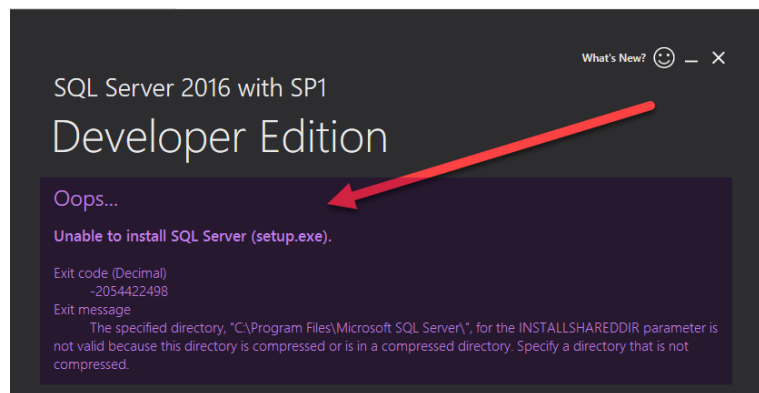 What's New?
SQL Server 2016 with SP1
Developer Edition
Oops...
Unable to install SQL Server (setup.exe).
Exit code (Decimal)
-2054422498
Exit message
The specified directory, "C:\Program Files\Microsoft SQL Server\", for the INSTALLSHAREDDIR parameter is
not valid because this directory is compressed or is in a compressed directory. Specify a directory that is not
compressed.